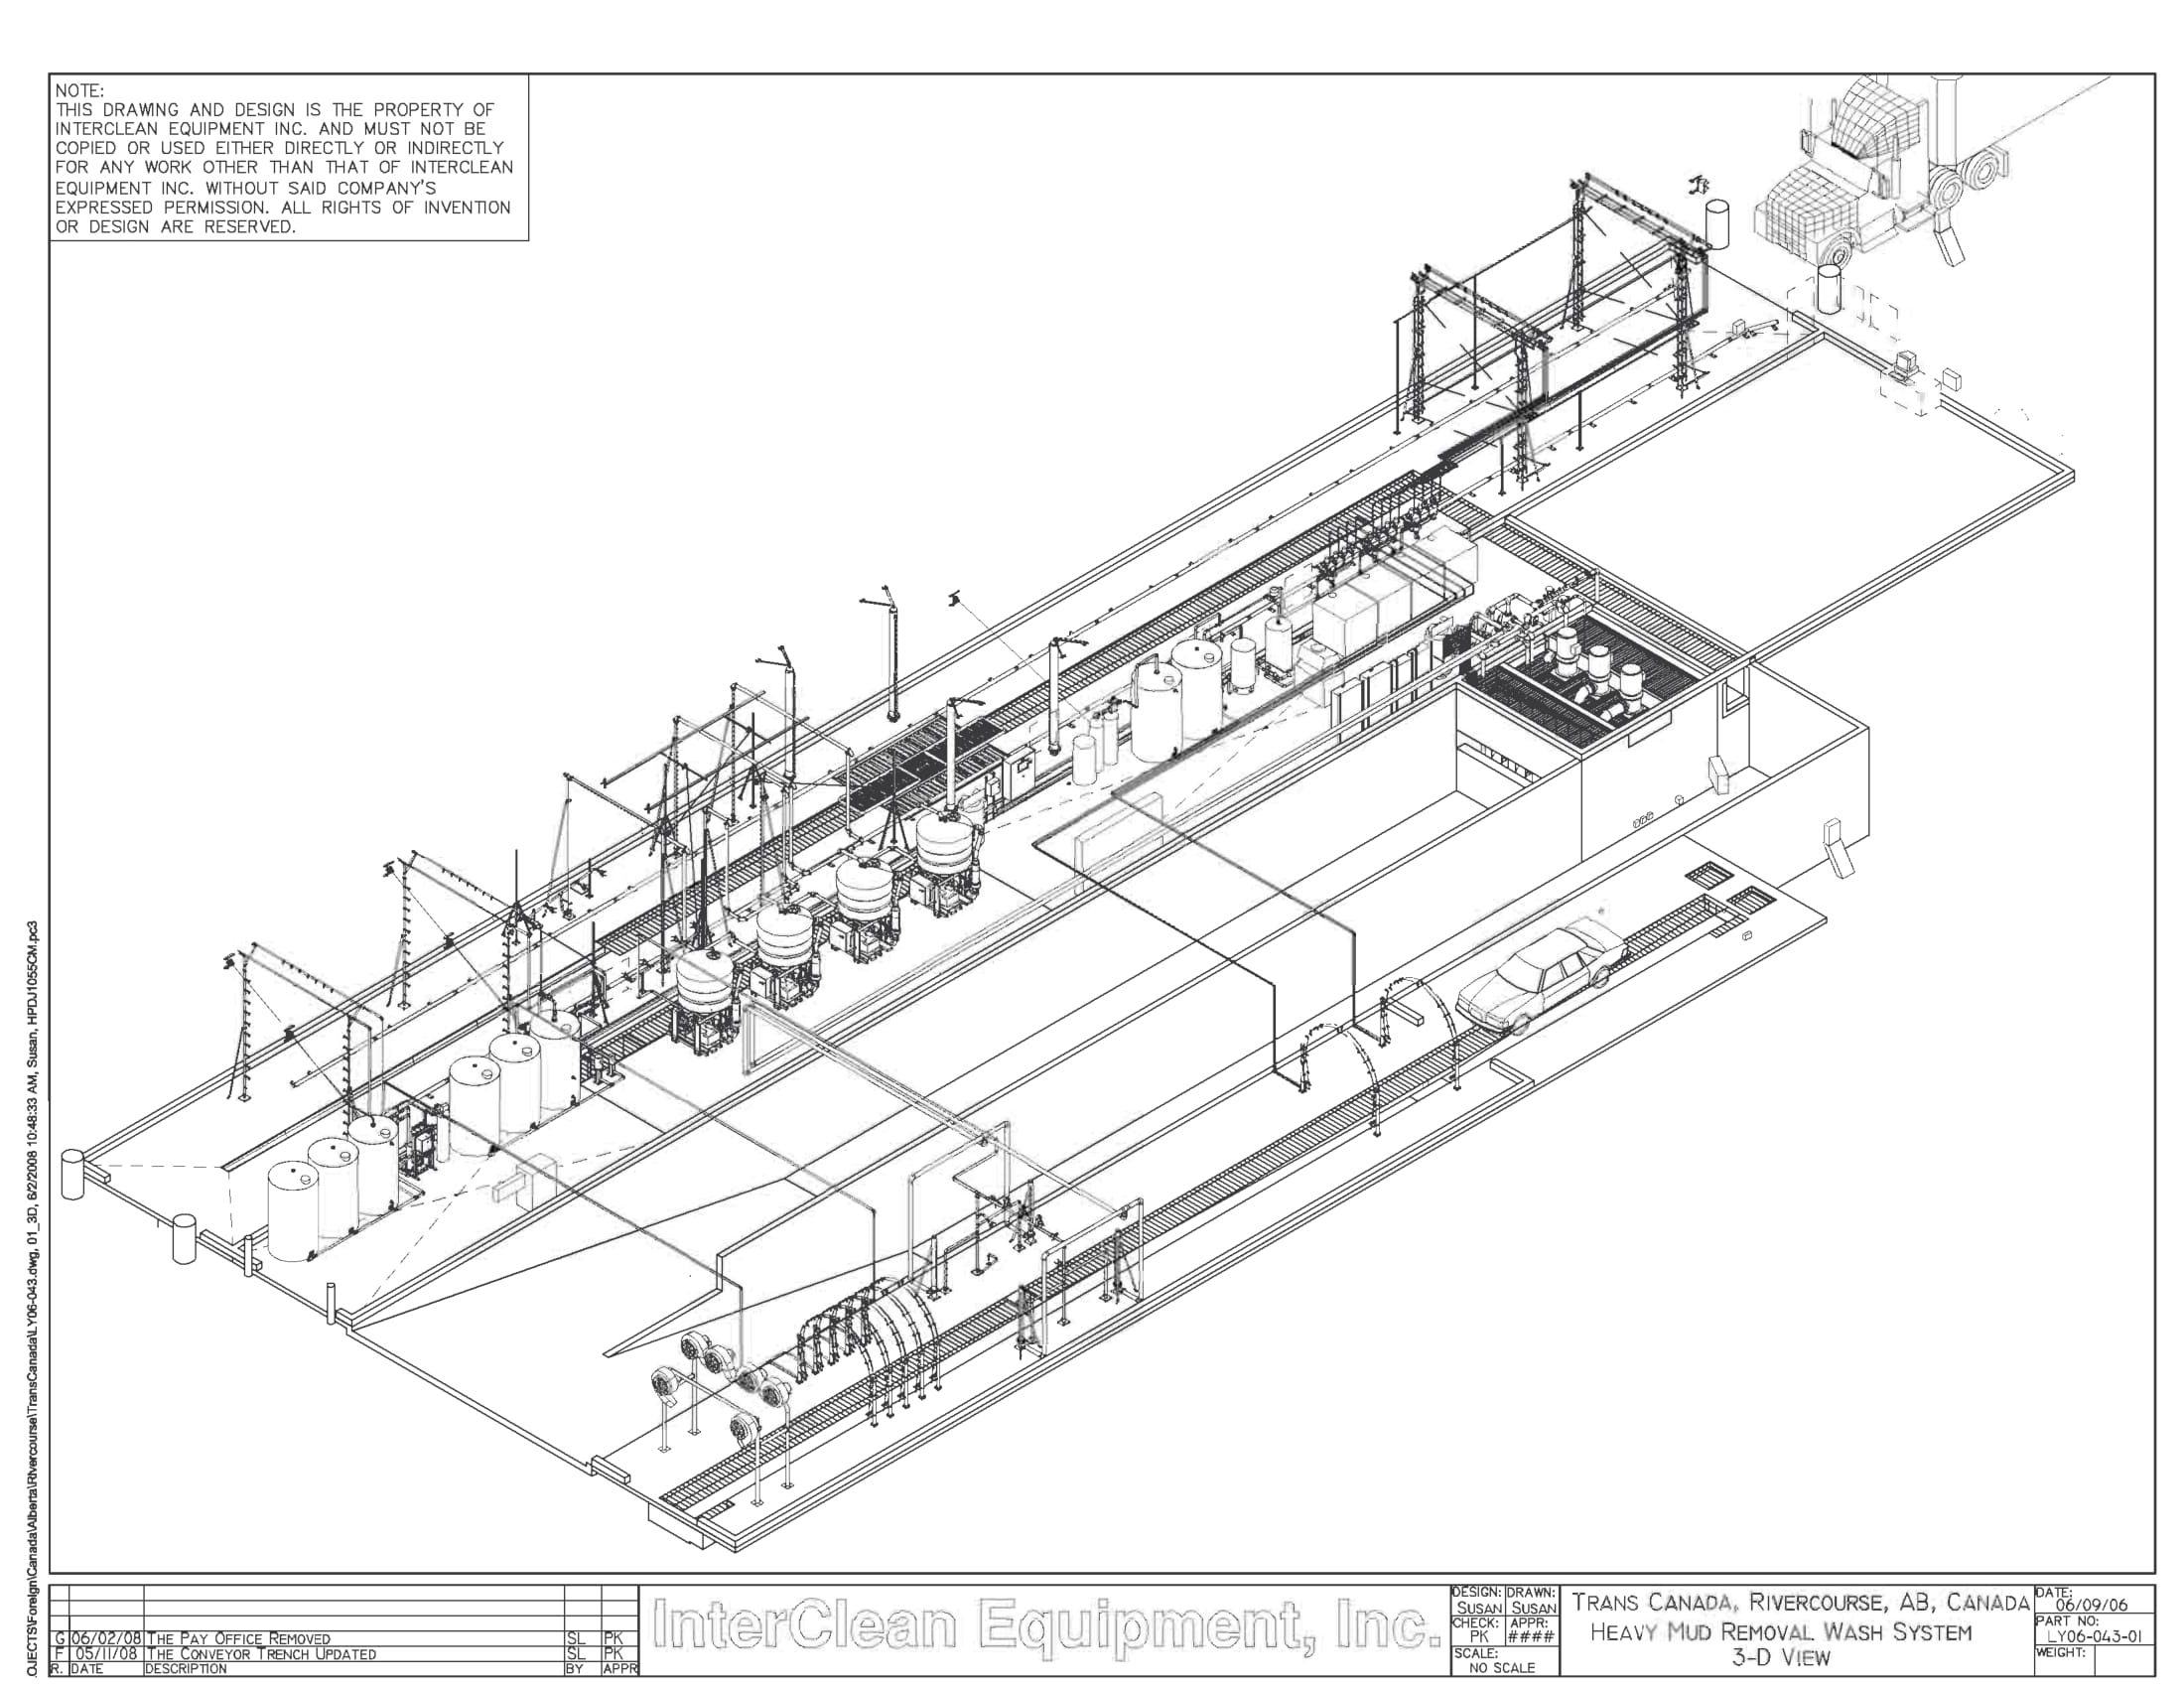 NOTE:
THIS DRAWING AND DESIGN IS THE PROPERTY OF
INTERCLEAN EQUIPMENT INC. AND MUST NOT BE
COPIED OR USED EITHER DIRECTLY OR INDIRECTLY
FOR ANY WORK OTHER THAN THAT OF INTERCLEAN
EQUIPMENT INC. WITHOUT SAID COMPANY'S
EXPRESSED PERMISSION. ALL RIGHTS OF INVENTION
OR DESIGN ARE RESERVED.
OJECTS\Foreign\Canada\Alberta\Rivercourse\TransCanada\LY06-043.dwg, 01_3D, 6/2/2008 10:48:33 AM, Susan, HPDJ1055CM.pc3
G 06/02/08 THE PAY OFFICE REMOVED SL PK
F 05/11/08 THE CONVEYOR TRENCH UPDATED SL PK
R. DATE DESCRIPTION BY APPR
InterClean Equipment, Inc.
DESIGN: DRAWN:
SUSAN SUSAN
CHECK: APPR:
PK ####
SCALE:
NO SCALE
TRANS CANADA, RIVERCOURSE, AB, CANADA
HEAVY MUD REMOVAL WASH SYSTEM
3-D VIEW
DATE:
06/09/06
PART NO:
LY06-043-01
WEIGHT: